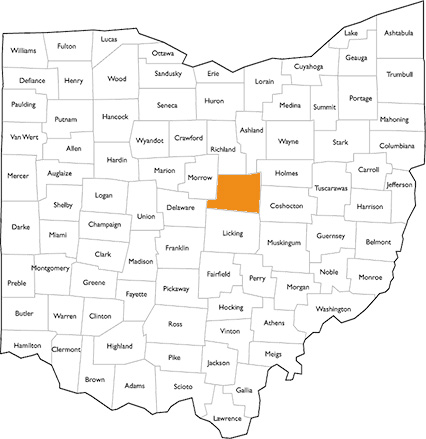 Williams
Fulton
Lucas
Ottawa
Lake
Ashtabula
Geauga
Cuyahoga
Defiance
Henry
Wood
Sandusky
Erie
Lorain
Trumbull
Paulding
Putnam
Hancock
Seneca
Huron
Medina
Summit
Portage
Mahoning
Van Wert
Allen
Wyandot
Crawford
Richland
Ashland
Wayne
Stark
Columbiana
Mercer
Auglaize
Hardin
Marion
Morrow
Holmes
Tuscarawas
Carroll
Jefferson
Shelby
Logan
Union
Delaware
Coshocton
Harrison
Darke
Miami
Champaign
Licking
Muskingum
Guernsey
Belmont
Clark
Madison
Franklin
Montgomery
Preble
Greene
Fayette
Pickaway
Fairfield
Perry
Morgan
Noble
Monroe
Washington
Butler
Warren
Clinton
Ross
Hocking
Athens
Vinton
Hamilton
Clermont
Highland
Pike
Jackson
Meigs
Brown
Adams
Scioto
Gallia
Lawrence